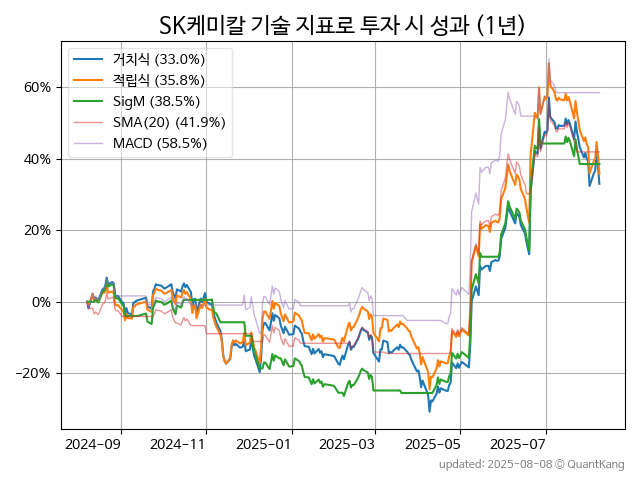 SK케미칼 기술 지표로 투자 시 성과 (1년)
거치식 (33.0%)
적립식 (35.8%)
SigM (38.5%)
SMA(20) (41.9%)
MACD (58.5%)
60%
40%
20%
0%
−20%
2024-09 2024-11 2025-01 2025-03 2025-05 2025-07
updated: 2025-08-08 © QuantKang